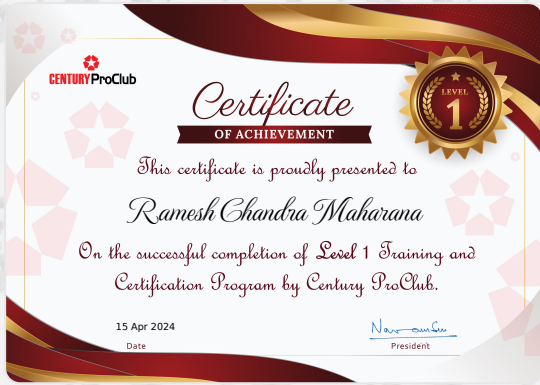 CENTURY ProClub
LEVEL
1
Certificate
OF ACHIEVEMENT
This certificate is proudly presented to
Ramesh Chandra Maharana
On the successful completion of Level 1 Training and
Certification Program by Century ProClub.
15 Apr 2024
Date
President